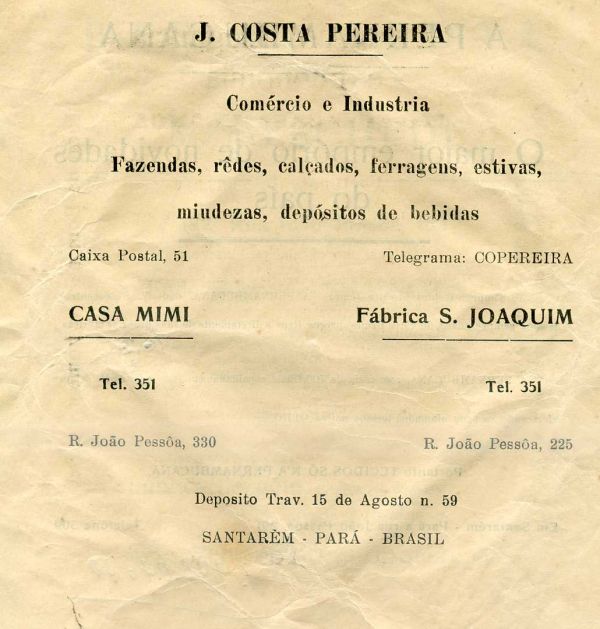 J. COSTA PEREIRA
Comércio e Industria
Fazendas, rêdes, calçados, ferragens, estivas,
miudezas, depósitos de bebidas
Caixa Postal, 51 Telegrama: COPEREIRA
CASA MIMI Fábrica S. JOAQUIM
Tel. 351 Tel. 351
R. João Pessôa, 330 R. João Pessôa, 225
Deposito Trav. 15 de Agosto n. 59
SANTARÈM - PARÁ - BRASIL